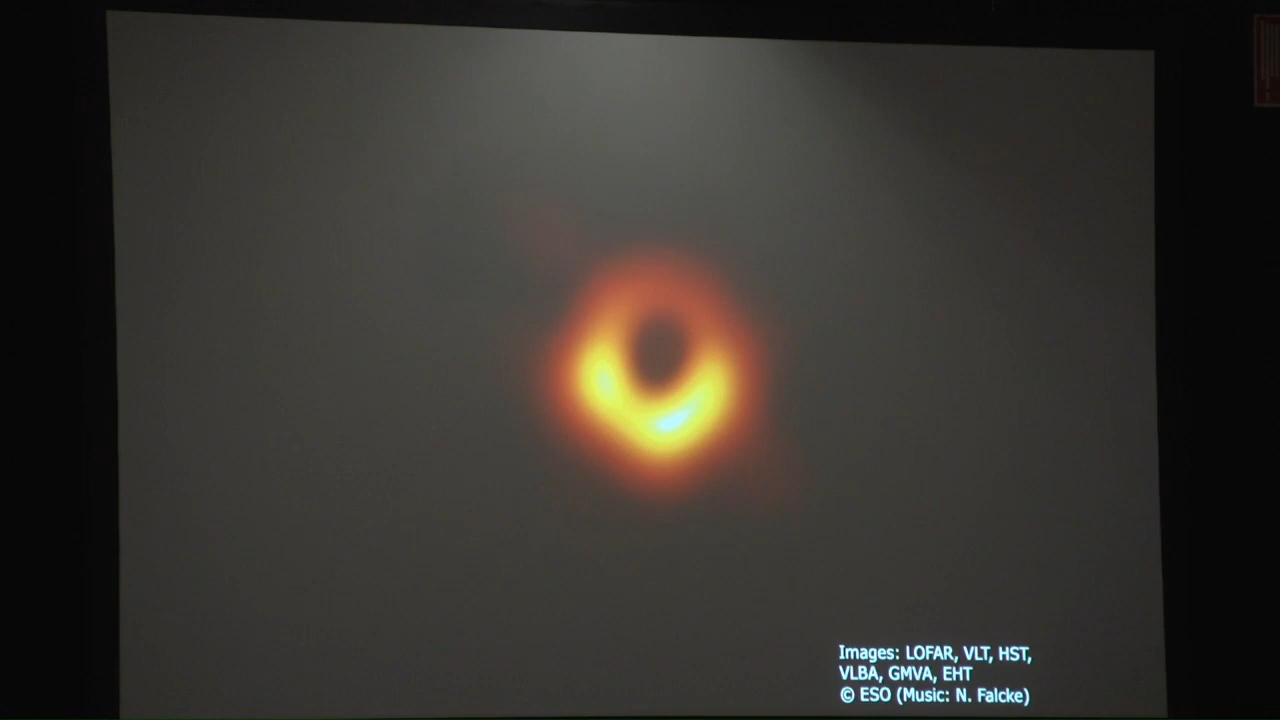 Images: LOFAR, VLT, HST,
VLBA, GMVA, EHT
© ESO (Music: N. Falcke)